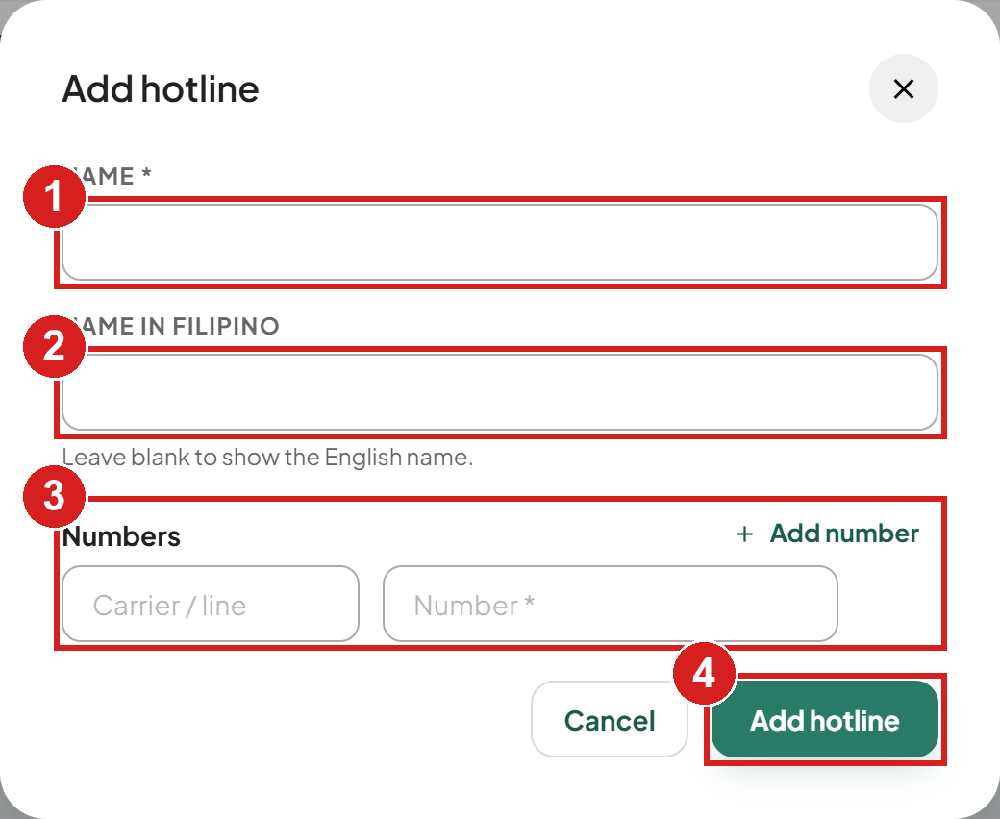 Add hotline
1
AME *
2
AME IN FILIPINO
Leave blank to show the English name.
3
Numbers
+ Add number
Carrier / line
Number *
4
Cancel
Add hotline